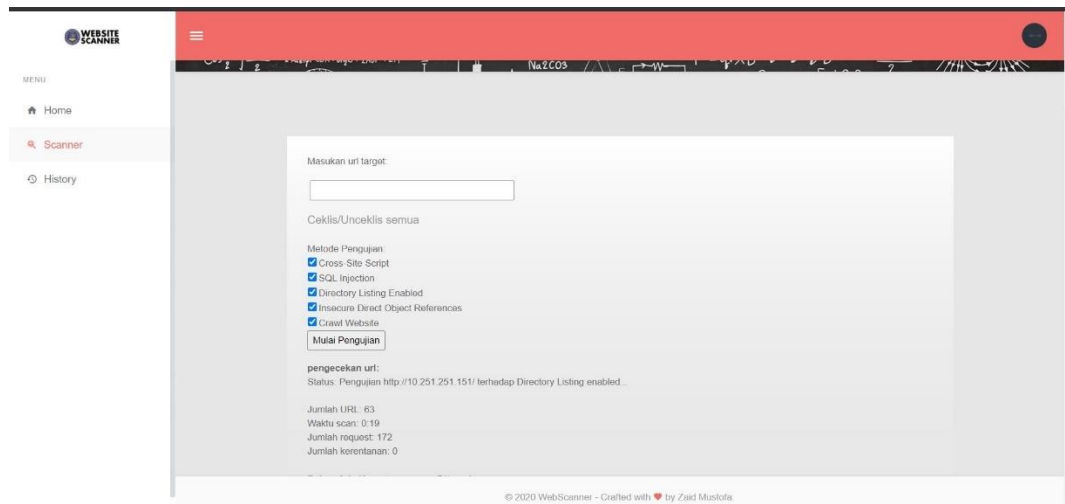 WEBSITE
SCANNER
MENU
Home
Scanner
History
Na2CO3
Masukan url target:
Ceklis/Unceklis semua
Metode Pengujian:
Cross-Site Script
SQL Injection
Directory Listing Enabled
Insecure Direct Object References
Crawl Website
Mulai Pengujian
pengecekan url:
Status: Pengujian http://10.251.251.151/ terhadap Directory Listing enabled...
Jumlah URL: 63
Waktu scan: 0:19
Jumlah request: 172
Jumlah kerentanan: 0
© 2020 WebScanner - Crafted with ❤ by Zaid Mustofa